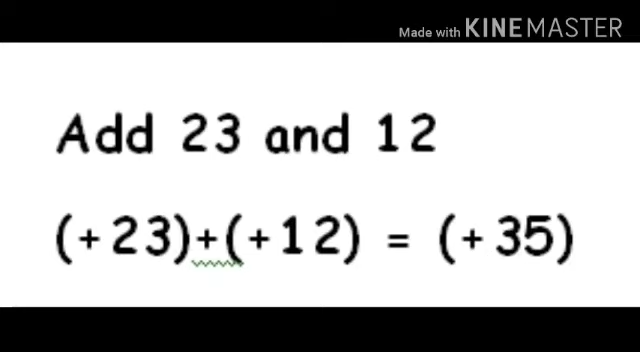 Made with KINEMASTER
Add 23 and 12
(+23)+(+12) = (+35)